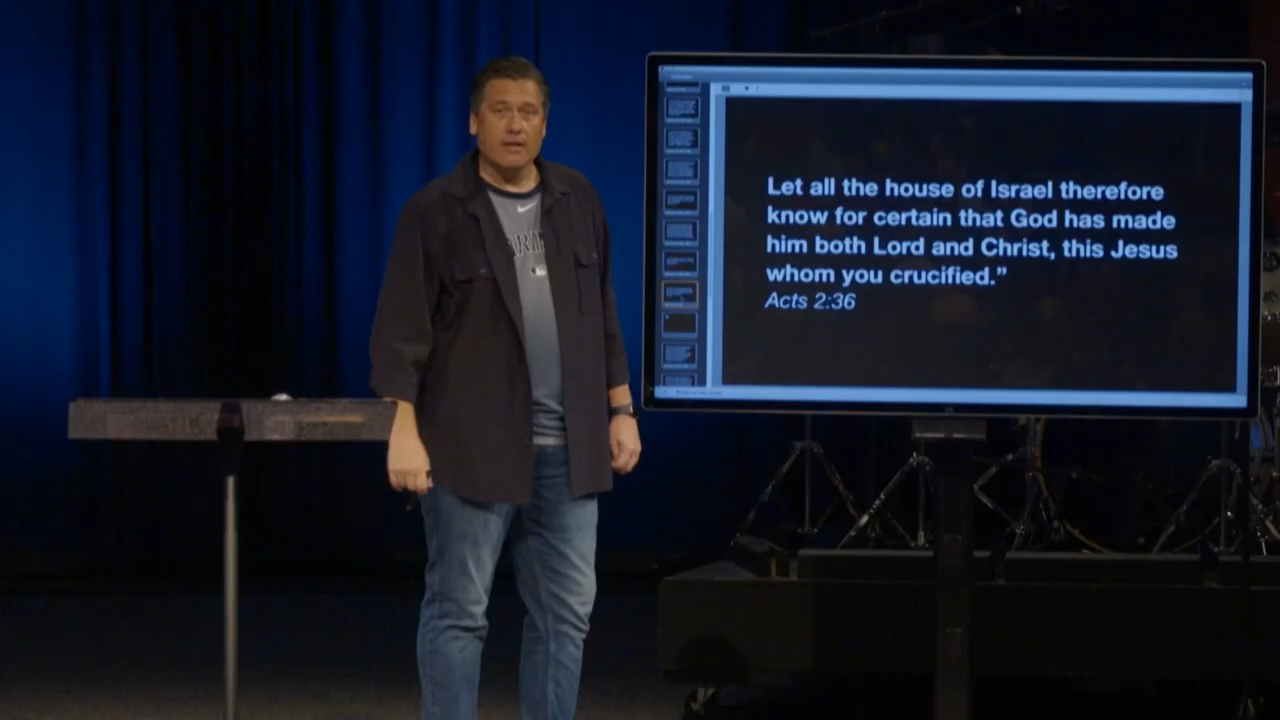 Let all the house of Israel therefore
know for certain that God has made
him both Lord and Christ, this Jesus
whom you crucified.”
Acts 2:36